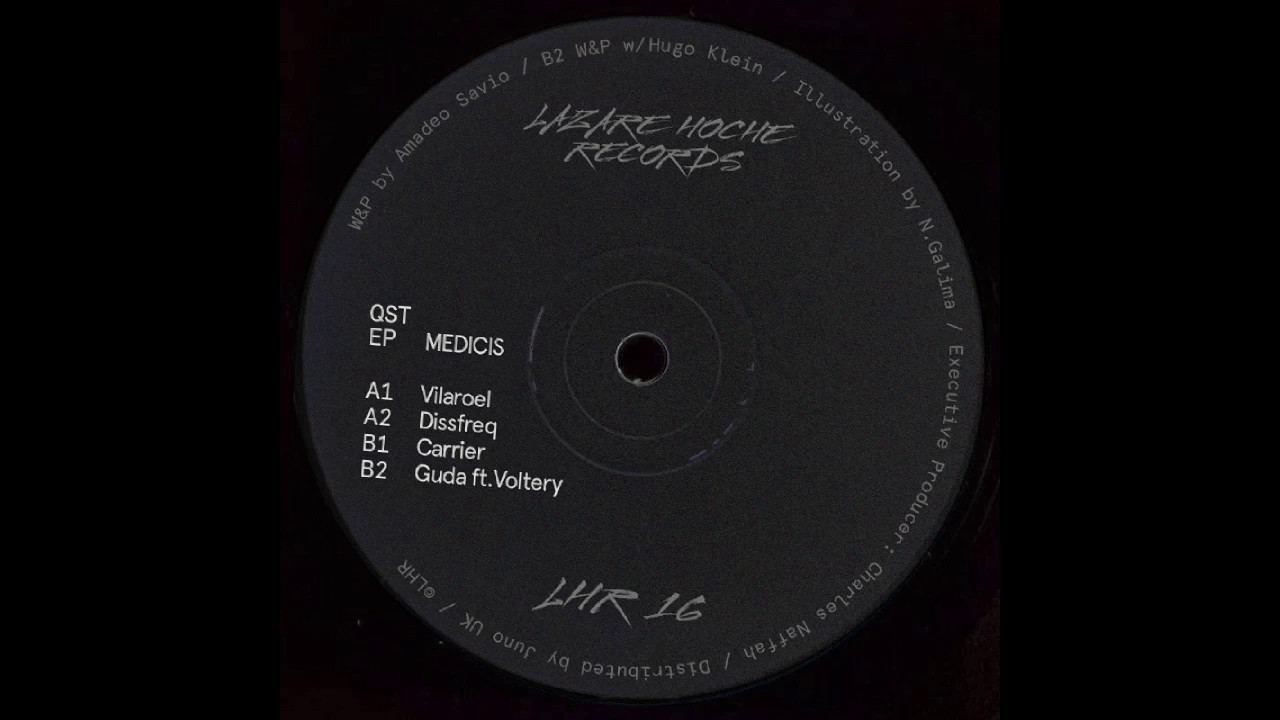 W&P by Amadeo Savio / B2 W&P w/Hugo Klein / Illustration by N.Galima / Executive Producer: Charles Naffah / Distributed by Juno UK / ©LHR
LAZARE HOCHE
RECORDS
QST
EP MEDICIS
A1 Vilaroel
A2 Dissfreq
B1 Carrier
B2 Guda ft.Voltery
LHR 16